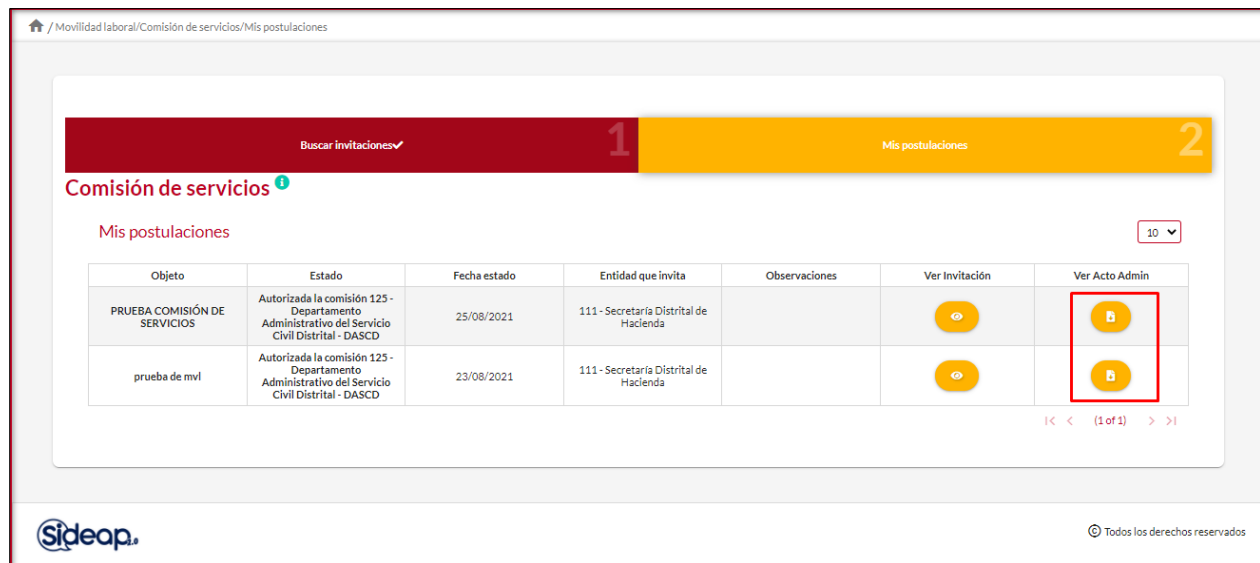 / Movilidad laboral/Comisión de servicios/Mis postulaciones
Buscar invitaciones✔ 1 Mis postulaciones 2
Comisión de servicios i
Mis postulaciones 10
Objeto Estado Fecha estado Entidad que invita Observaciones Ver Invitación Ver Acto Admin
PRUEBA COMISIÓN DE
SERVICIOS
Autorizada la comisión 125 -
Departamento
Administrativo del Servicio
Civil Distrital - DASCD
25/08/2021
111 - Secretaría Distrital de
Hacienda
prueba de mvl
Autorizada la comisión 125 -
Departamento
Administrativo del Servicio
Civil Distrital - DASCD
23/08/2021
111 - Secretaría Distrital de
Hacienda
|< < (1 of 1) > >|
Sideap2.0
© Todos los derechos reservados